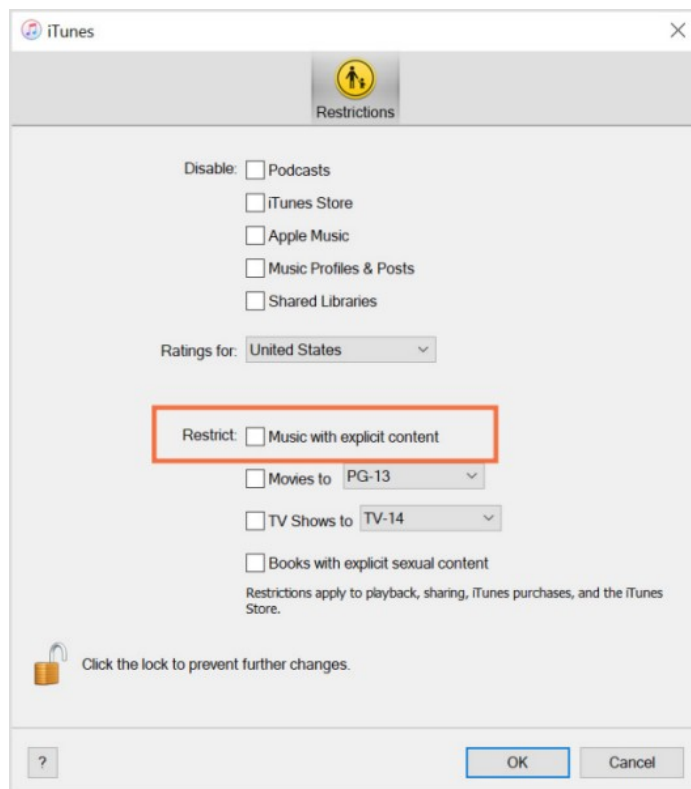 iTunes
Restrictions
Disable: Podcasts
iTunes Store
Apple Music
Music Profiles & Posts
Shared Libraries
Ratings for: United States
Restrict: Music with explicit content
Movies to PG-13
TV Shows to TV-14
Books with explicit sexual content
Restrictions apply to playback, sharing, iTunes purchases, and the iTunes
Store.
Click the lock to prevent further changes.
? OK Cancel